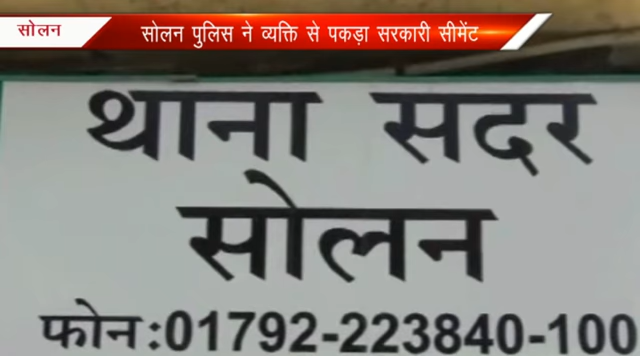 सोलन
सोलन पुलिस ने व्यक्ति से पकड़ा सरकारी सीमेंट
थाना सदर
सोलन
फोन:01792-223840-100